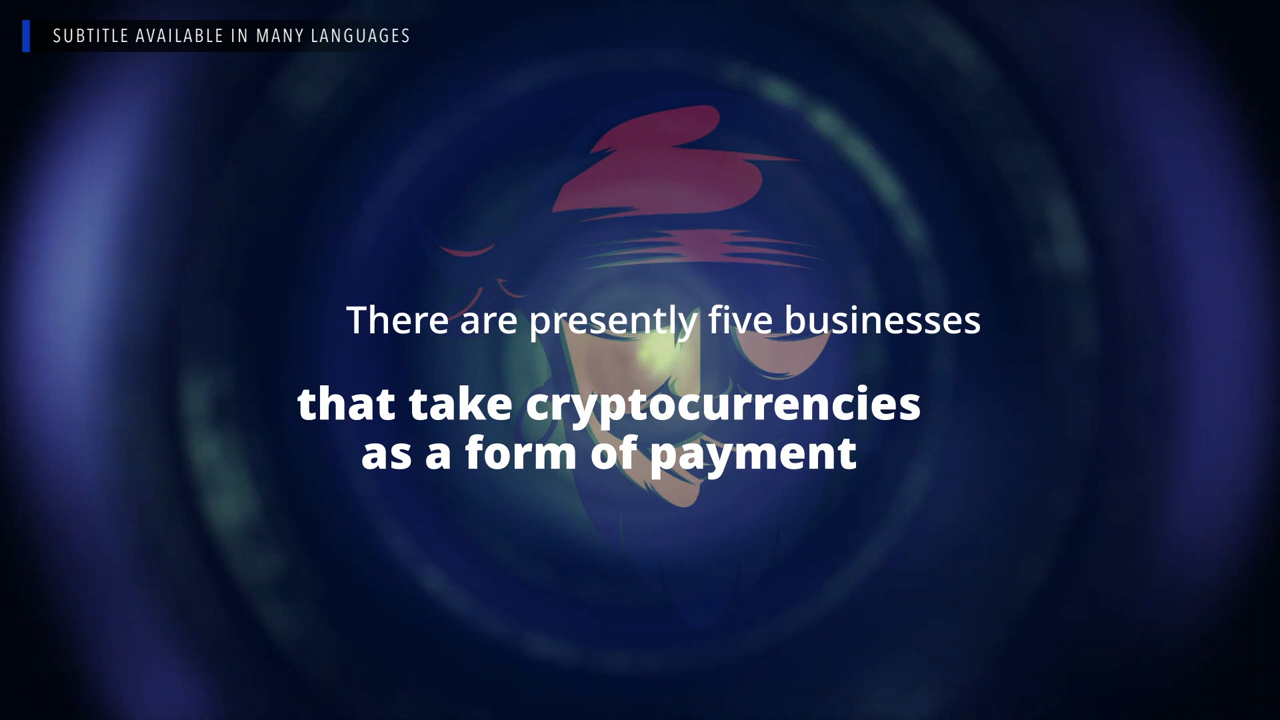 SUBTITLE AVAILABLE IN MANY LANGUAGES
There are presently five businesses
that take cryptocurrencies
as a form of payment